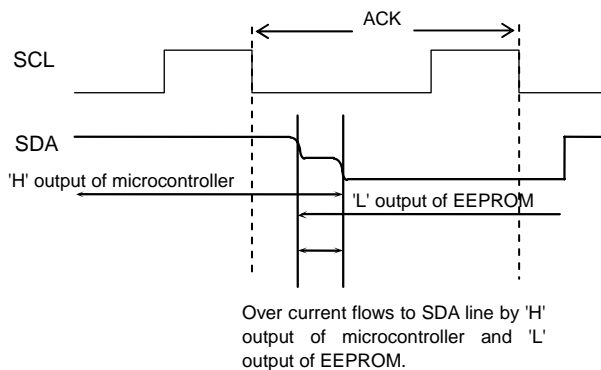 ACK
SCL
SDA
'H' output of microcontroller
'L' output of EEPROM
Over current flows to SDA line by 'H'
output of microcontroller and 'L'
output of EEPROM.